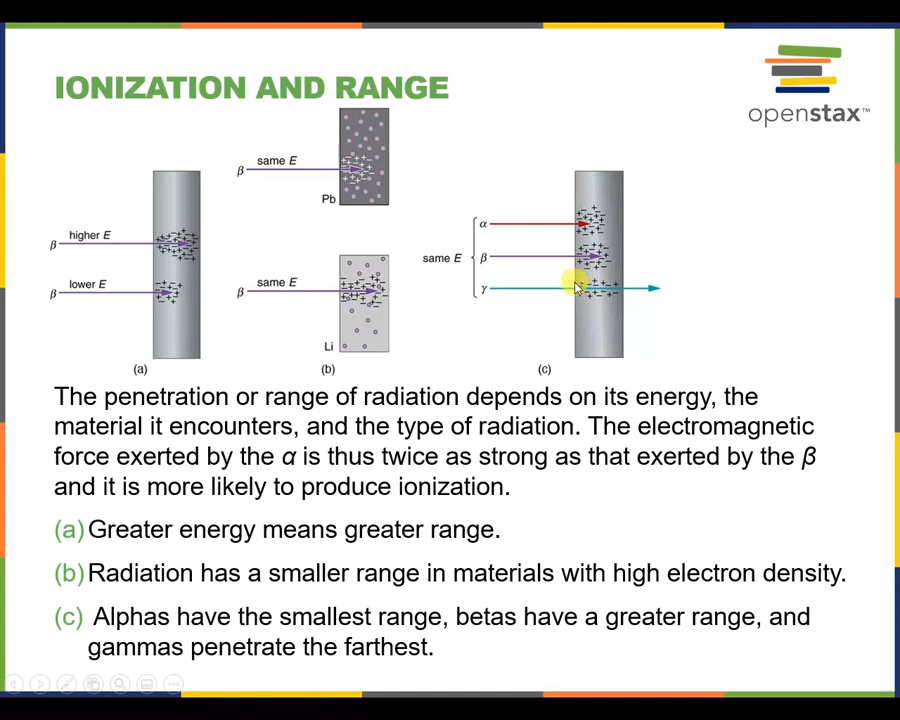 IONIZATION AND RANGE
openstax™
β higher E
β lower E
(a)
β same E
Pb
β same E
Li
(b)
same E
α
β
γ
(c)
The penetration or range of radiation depends on its energy, the
material it encounters, and the type of radiation. The electromagnetic
force exerted by the α is thus twice as strong as that exerted by the β
and it is more likely to produce ionization.
(a) Greater energy means greater range.
(b) Radiation has a smaller range in materials with high electron density.
(c) Alphas have the smallest range, betas have a greater range, and
gammas penetrate the farthest.